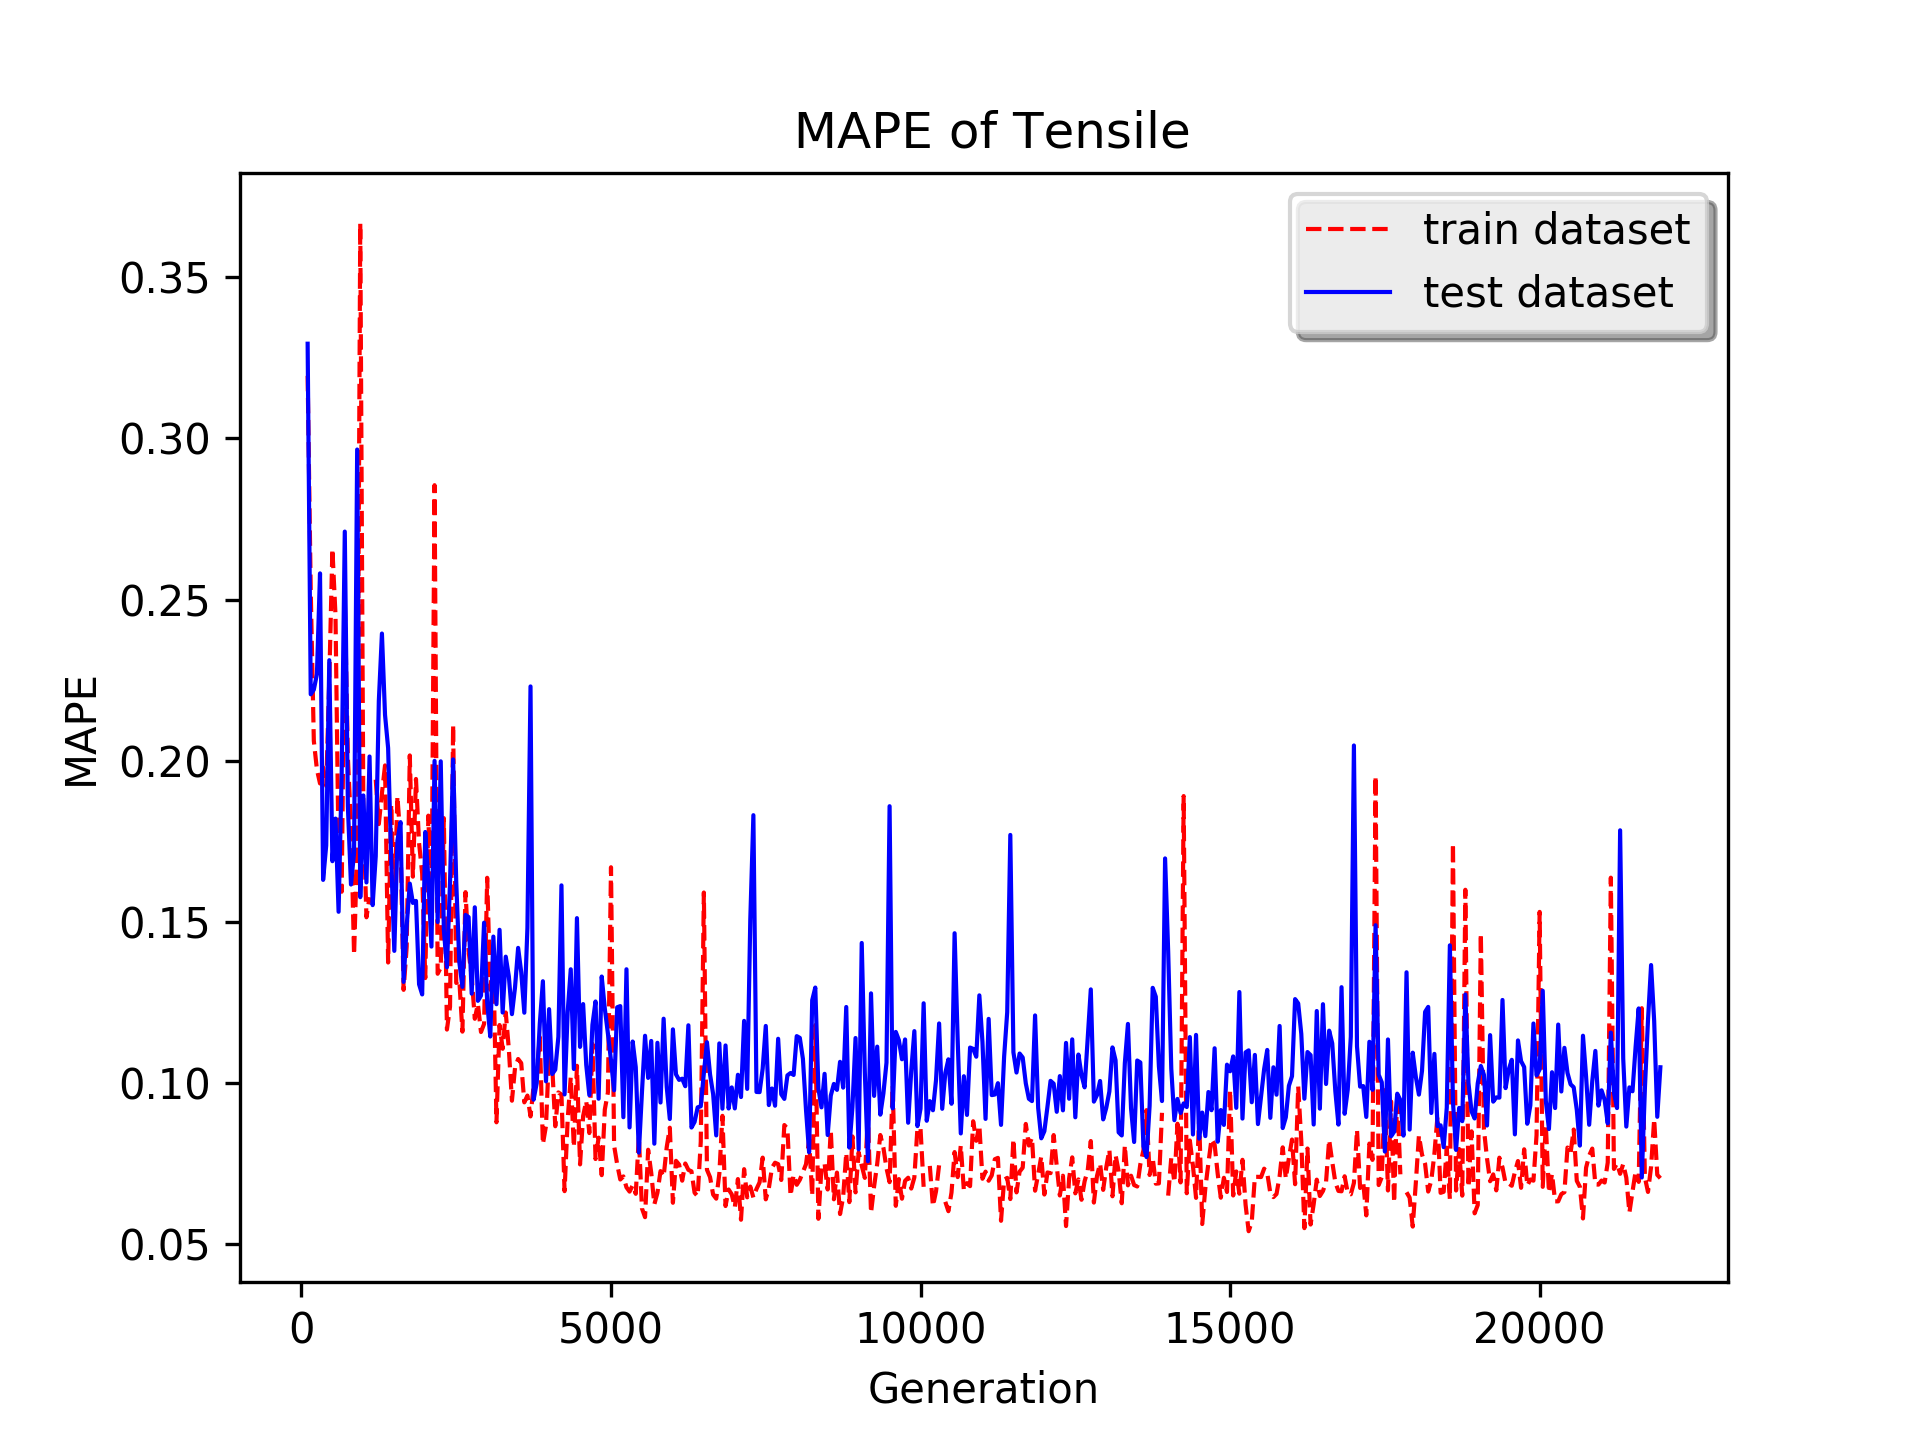 MAPE of Tensile
train dataset
test dataset
0.35
0.30
0.25
0.20
0.15
0.10
0.05
MAPE
0 5000 10000 15000 20000
Generation